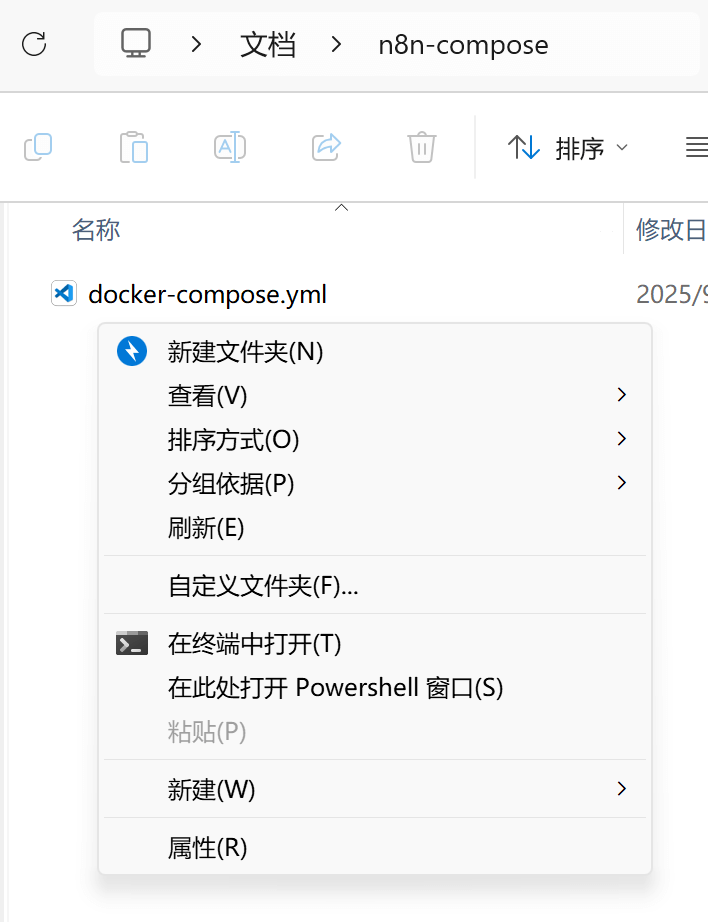 文档 n8n-compose
排序
名称 修改日
docker-compose.yml 2025/9
新建文件夹(N)
查看(V)
排序方式(O)
分组依据(P)
刷新(E)
自定义文件夹(F)...
在终端中打开(T)
在此处打开 Powershell 窗口(S)
粘贴(P)
新建(W)
属性(R)